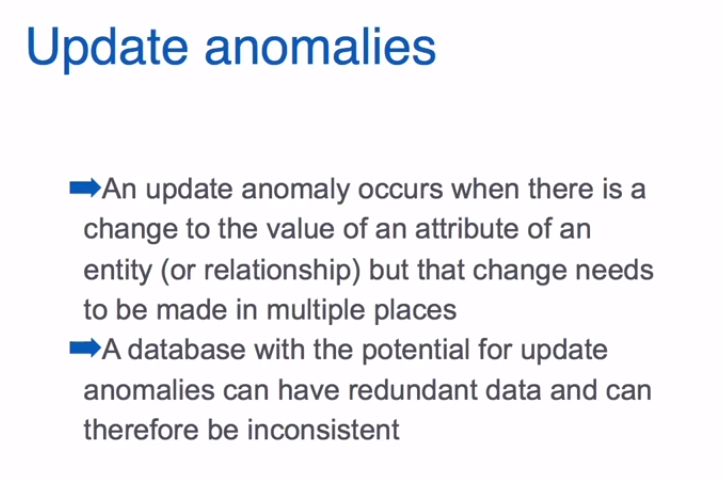 Update anomalies
An update anomaly occurs when there is a
change to the value of an attribute of an
entity (or relationship) but that change needs
to be made in multiple places
A database with the potential for update
anomalies can have redundant data and can
therefore be inconsistent